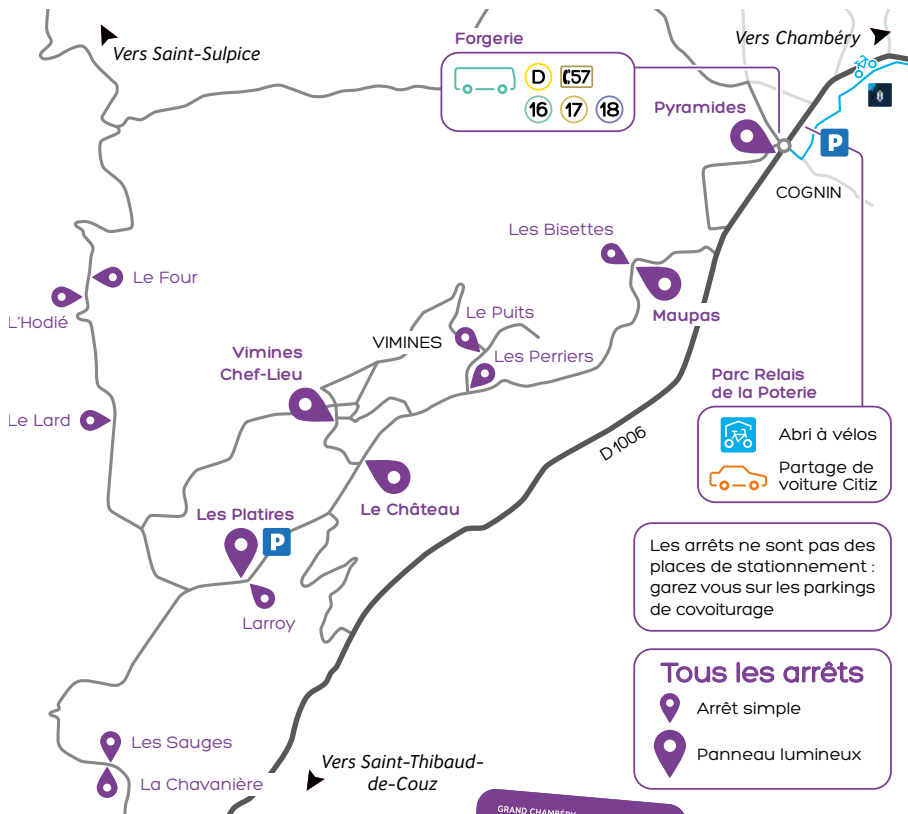 Vers Saint-Sulpice
Forgerie
D
57
16
17
18
Vers Chambéry
Pyramides
P
COGNIN
Les Bisettes
Le Four
L'Hodié
Maupas
Le Puits
VIMINES
Vimines
Chef-Lieu
Les Perriers
Parc Relais
de la Poterie
Abri à vélos
Partage de
voiture Citiz
Le Lard
D1006
Le Château
Les Platires
P
Larroy
Les arrêts ne sont pas des
places de stationnement :
garez vous sur les parkings
de covoiturage
Tous les arrêts
Arrêt simple
Panneau lumineux
Les Sauges
La Chavanière
Vers Saint-Thibaud-
de-Couz
GRAND CHAMBÉRY